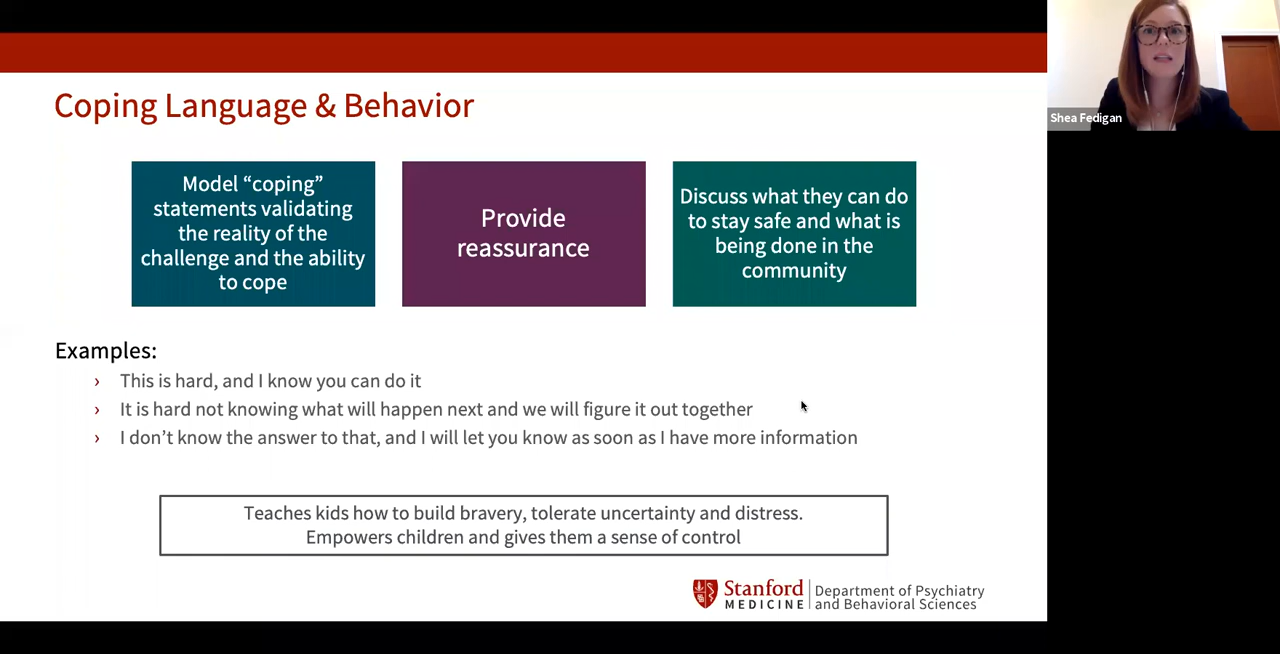 Coping Language & Behavior
Model “coping”
statements validating
the reality of the
challenge and the ability
to cope
Provide
reassurance
Discuss what they can do
to stay safe and what is
being done in the
community
Examples:
› This is hard, and I know you can do it
› It is hard not knowing what will happen next and we will figure it out together
› I don’t know the answer to that, and I will let you know as soon as I have more information
Teaches kids how to build bravery, tolerate uncertainty and distress.
Empowers children and gives them a sense of control
Stanford
MEDICINE
Department of Psychiatry
and Behavioral Sciences
Shea Fedigan